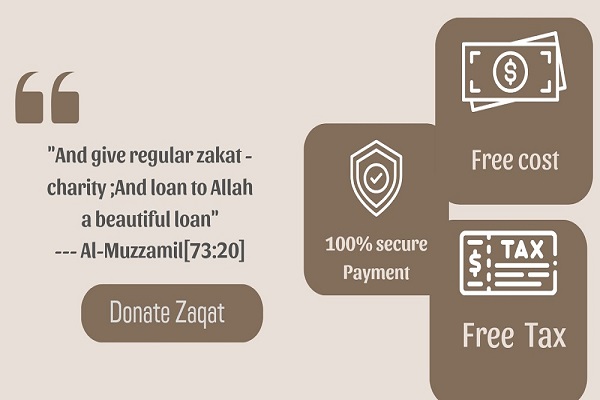 "And give regular zakat -
charity ;And loan to Allah
a beautiful loan"
--- Al-Muzzamil[73:20]
Donate Zaqat
100% secure
Payment
$
Free cost
$ TAX
Free Tax